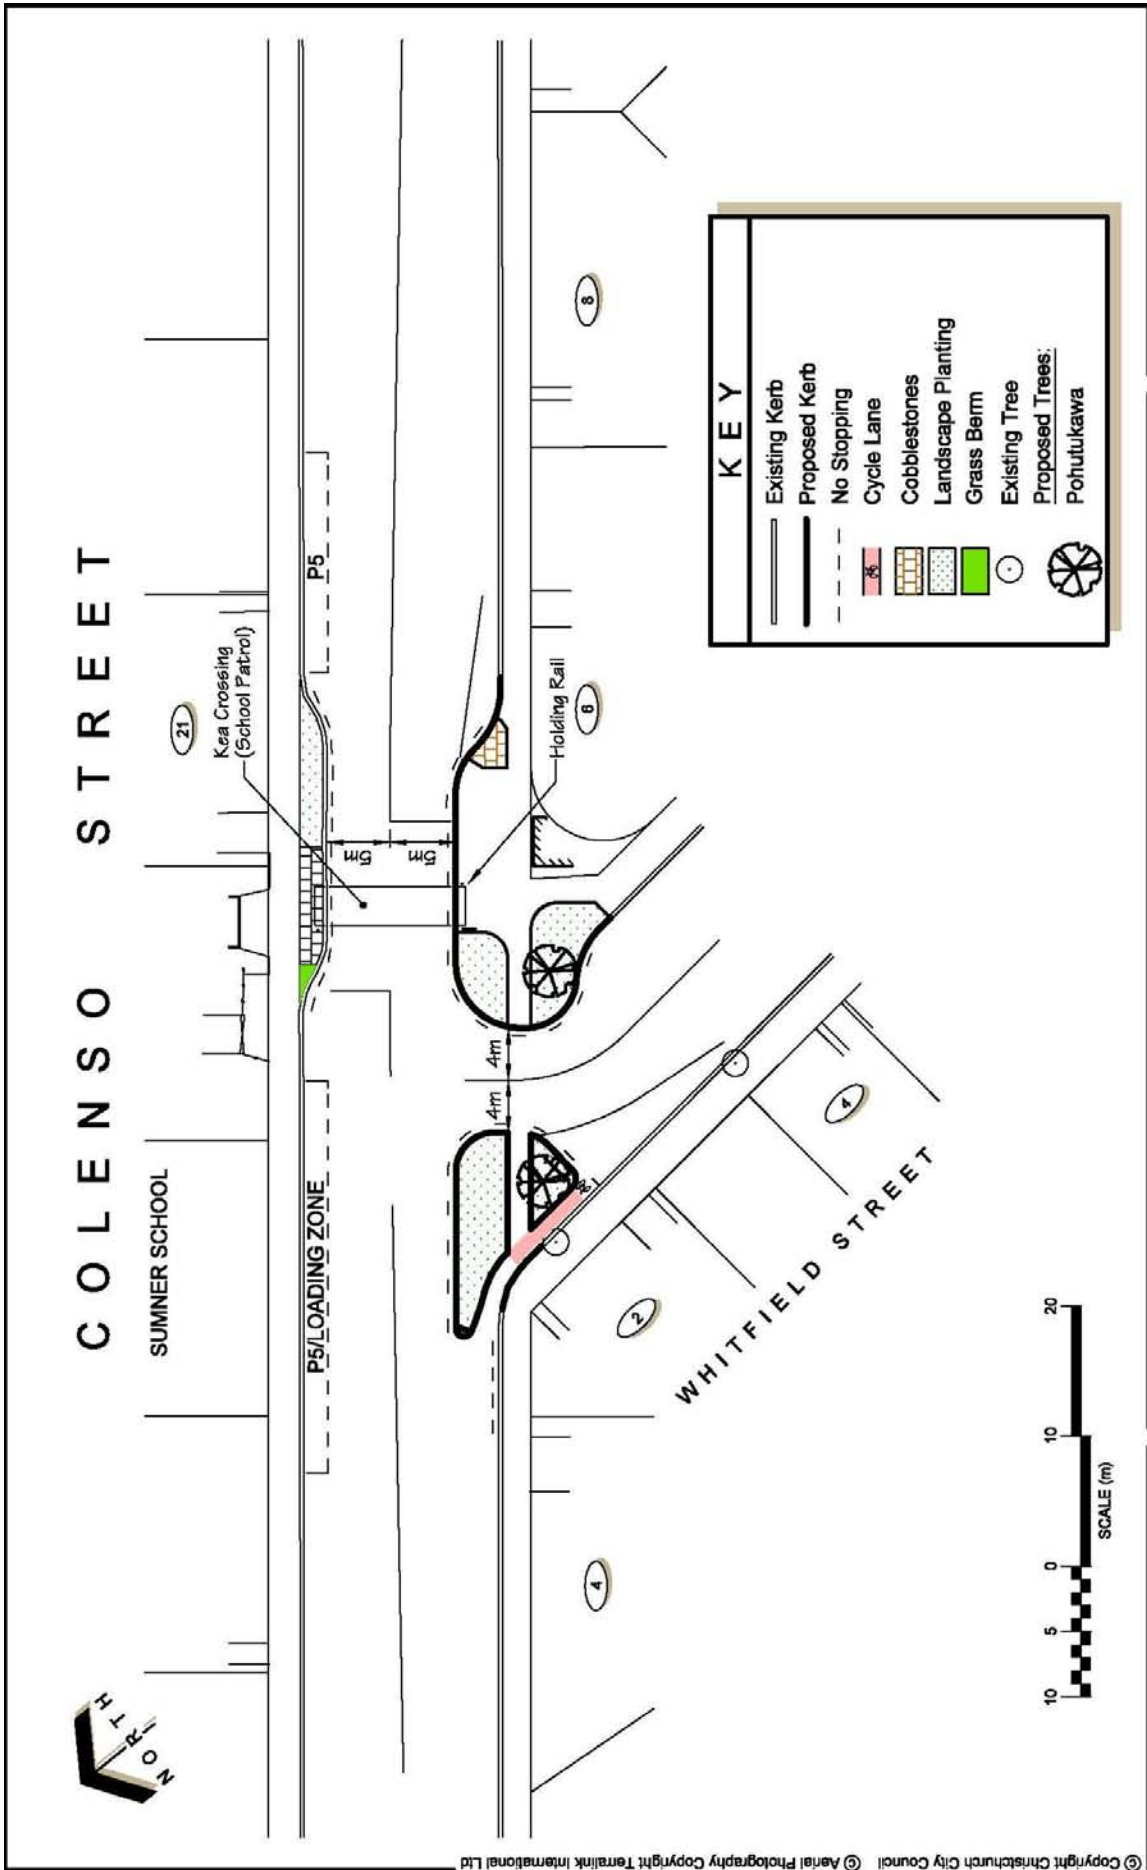 COLENSO STREET
SUMNER SCHOOL
21
Kea Crossing
(School Patrol)
P5/LOADING ZONE
P5
5m
5m
4m
4m
Holding Rail
4
2
4
6
8
WHITFIELD STREET
NORTH
KEY
Existing Kerb
Proposed Kerb
No Stopping
Cycle Lane
Cobblestones
Landscape Planting
Grass Berm
Existing Tree
Proposed Trees:
Pohutukawa
10 5 0 10 20
SCALE (m)
© Copyright Christchurch City Council © Aerial Photography Copyright Terralink International Ltd